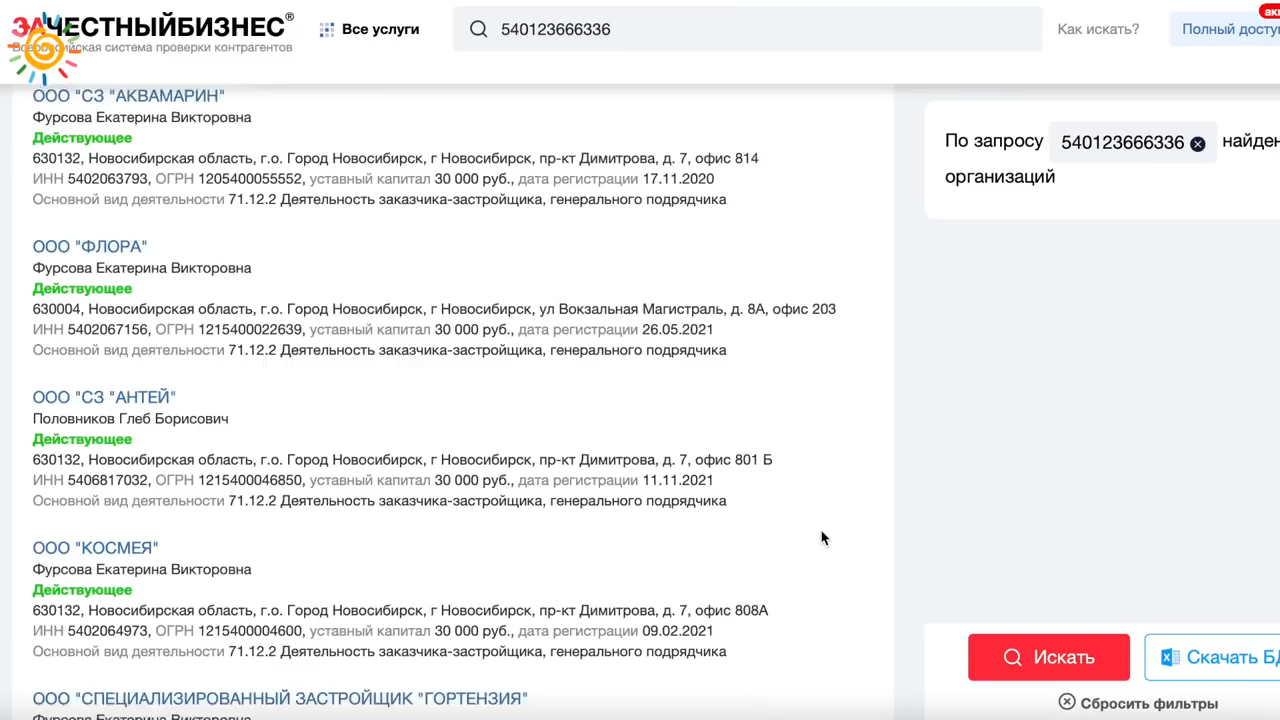 ЗАЧЕСТНЫЙБИЗНЕС®
Всероссийская система проверки контрагентов
Все услуги
540123666336
Как искать?
Полный досту
ООО "СЗ "АКВАМАРИН"
Фурсова Екатерина Викторовна
Действующее
630132, Новосибирская область, г.о. Город Новосибирск, г Новосибирск, пр-кт Димитрова, д. 7, офис 814
ИНН 5402063793, ОГРН 1205400055552, уставный капитал 30 000 руб., дата регистрации 17.11.2020
Основной вид деятельности 71.12.2 Деятельность заказчика-застройщика, генерального подрядчика
ООО "ФЛОРА"
Фурсова Екатерина Викторовна
Действующее
630004, Новосибирская область, г.о. Город Новосибирск, г Новосибирск, ул Вокзальная Магистраль, д. 8А, офис 203
ИНН 5402067156, ОГРН 1215400022639, уставный капитал 30 000 руб., дата регистрации 26.05.2021
Основной вид деятельности 71.12.2 Деятельность заказчика-застройщика, генерального подрядчика
ООО "СЗ "АНТЕЙ"
Половников Глеб Борисович
Действующее
630132, Новосибирская область, г.о. Город Новосибирск, г Новосибирск, пр-кт Димитрова, д. 7, офис 801 Б
ИНН 5406817032, ОГРН 1215400046850, уставный капитал 30 000 руб., дата регистрации 11.11.2021
Основной вид деятельности 71.12.2 Деятельность заказчика-застройщика, генерального подрядчика
ООО "КОСМЕЯ"
Фурсова Екатерина Викторовна
Действующее
630132, Новосибирская область, г.о. Город Новосибирск, г Новосибирск, пр-кт Димитрова, д. 7, офис 808А
ИНН 5402064973, ОГРН 1215400004600, уставный капитал 30 000 руб., дата регистрации 09.02.2021
Основной вид деятельности 71.12.2 Деятельность заказчика-застройщика, генерального подрядчика
ООО "СПЕЦИАЛИЗИРОВАННЫЙ ЗАСТРОЙЩИК "ГОРТЕНЗИЯ"
Фурсова Екатерина Викторовна
По запросу 540123666336 найден
организаций
Искать
Скачать БД
Сбросить фильтры